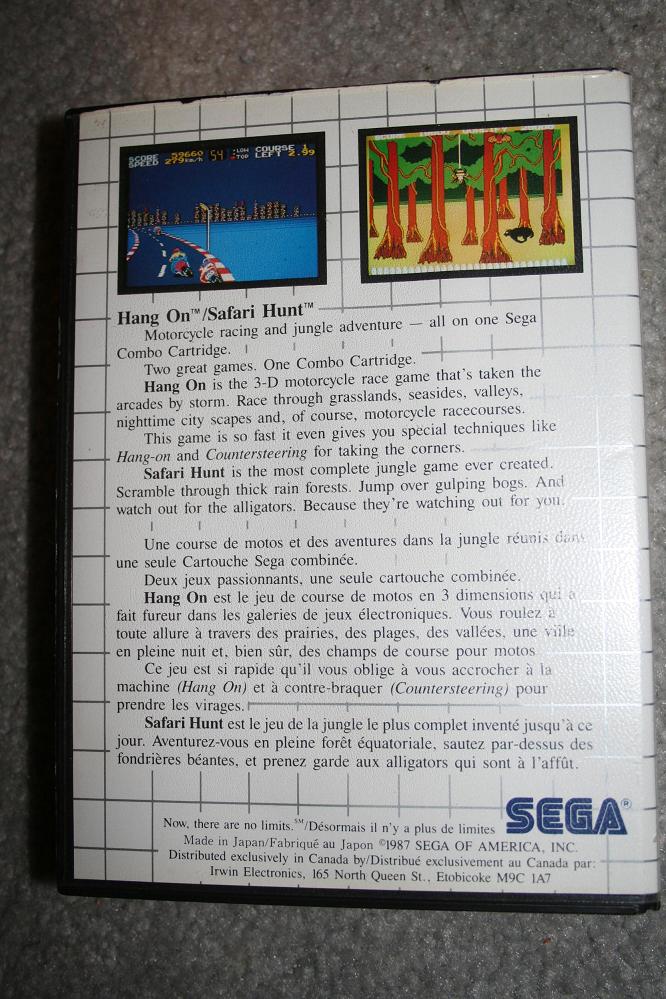 SCORE 59660 54 LOW COURSE 1
SPEED 279km/h TOP LEFT 2.99
SCORE
Hang On™/Safari Hunt™
Motorcycle racing and jungle adventure — all on one Sega
Combo Cartridge.
Two great games. One Combo Cartridge.
Hang On is the 3-D motorcycle race game that's taken the
arcades by storm. Race through grasslands, seasides, valleys,
nighttime city scapes and, of course, motorcycle racecourses.
This game is so fast it even gives you special techniques like
Hang-on and Countersteering for taking the corners.
Safari Hunt is the most complete jungle game ever created.
Scramble through thick rain forests. Jump over gulping bogs. And
watch out for the alligators. Because they're watching out for you.
Une course de motos et des aventures dans la jungle réunis dans
une seule Cartouche Sega combinée.
Deux jeux passionnants, une seule cartouche combinée.
Hang On est le jeu de course de motos en 3 dimensions qui a
fait fureur dans les galeries de jeux électroniques. Vous roulez à
toute allure à travers des prairies, des plages, des vallées, une ville
en pleine nuit et, bien sûr, des champs de course pour motos
Ce jeu est si rapide qu'il vous oblige à vous accrocher à la
machine (Hang On) et à contre-braquer (Countersteering) pour
prendre les virages.
Safari Hunt est le jeu de la jungle le plus complet inventé jusqu'à ce
jour. Aventurez-vous en pleine forêt équatoriale, sautez par-dessus des
fondrières béantes, et prenez garde aux alligators qui sont à l'affût.
SEGA®
Now, there are no limits.℠/Désormais il n'y a plus de limites
Made in Japan/Fabriqué au Japon ©1987 SEGA OF AMERICA, INC.
Distributed exclusively in Canada by/Distribué exclusivement au Canada par:
Irwin Electronics, 165 North Queen St., Etobicoke M9C 1A7